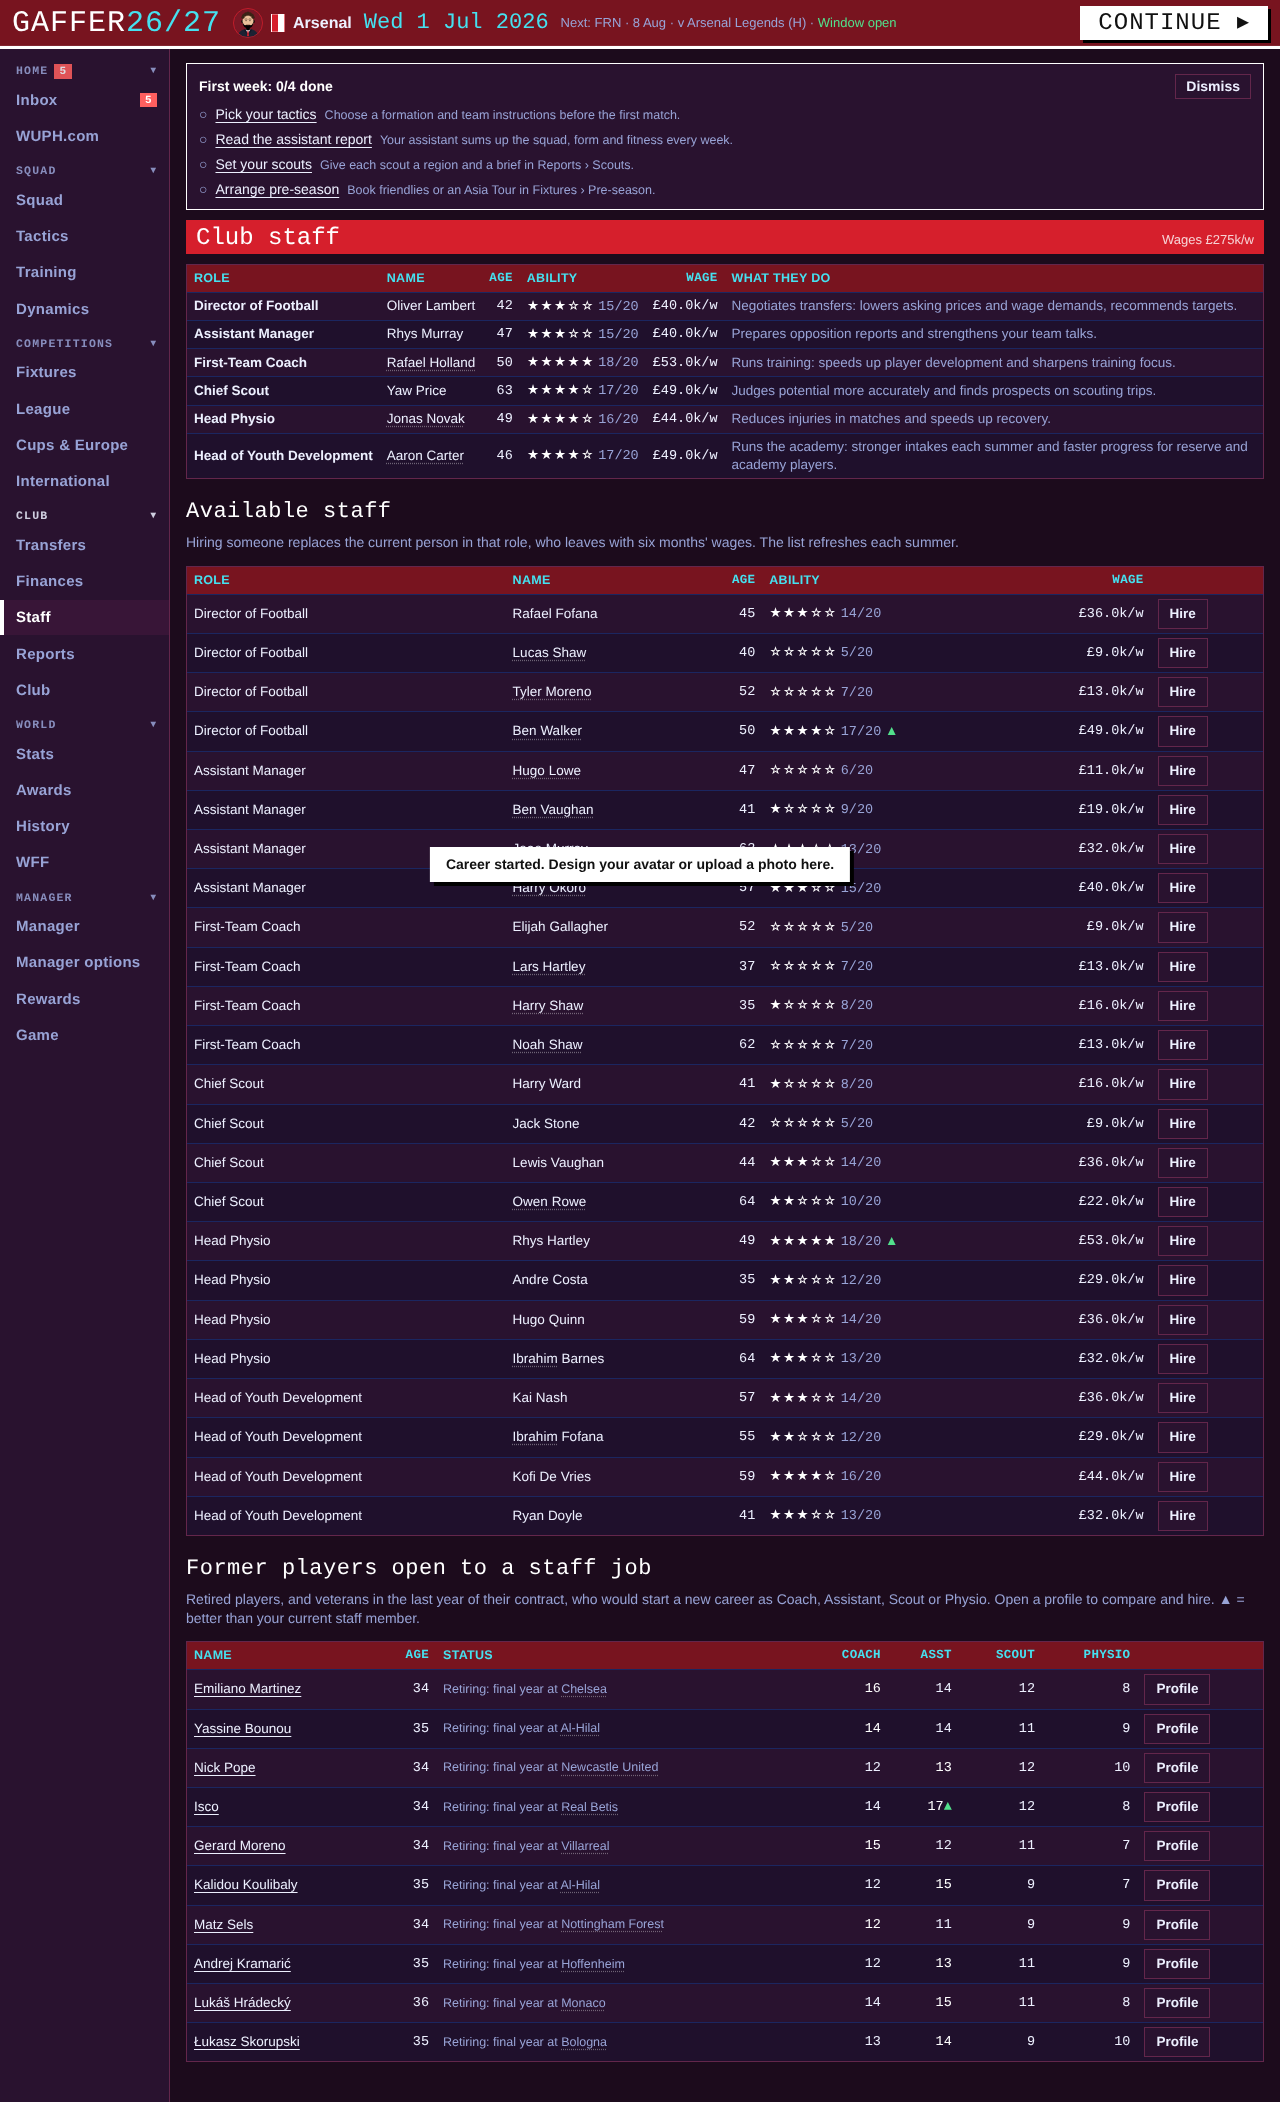 GAFFER26/27 Arsenal Wed 1 Jul 2026 Next: FRN · 8 Aug · v Arsenal Legends (H) · Window open CONTINUE ▶
HOME 5 ▼
Inbox 5
WUPH.com
SQUAD ▼
Squad
Tactics
Training
Dynamics
COMPETITIONS ▼
Fixtures
League
Cups & Europe
International
CLUB ▼
Transfers
Finances
Staff
Reports
Club
WORLD ▼
Stats
Awards
History
WFF
MANAGER ▼
Manager
Manager options
Rewards
Game
First week: 0/4 done Dismiss
○ Pick your tactics Choose a formation and team instructions before the first match.
○ Read the assistant report Your assistant sums up the squad, form and fitness every week.
○ Set your scouts Give each scout a region and a brief in Reports › Scouts.
○ Arrange pre-season Book friendlies or an Asia Tour in Fixtures › Pre-season.
Club staff Wages £275k/w
ROLE NAME AGE ABILITY WAGE WHAT THEY DO
Director of Football Oliver Lambert 42 ★★★☆☆ 15/20 £40.0k/w Negotiates transfers: lowers asking prices and wage demands, recommends targets.
Assistant Manager Rhys Murray 47 ★★★☆☆ 15/20 £40.0k/w Prepares opposition reports and strengthens your team talks.
First-Team Coach Rafael Holland 50 ★★★★★ 18/20 £53.0k/w Runs training: speeds up player development and sharpens training focus.
Chief Scout Yaw Price 63 ★★★★☆ 17/20 £49.0k/w Judges potential more accurately and finds prospects on scouting trips.
Head Physio Jonas Novak 49 ★★★★☆ 16/20 £44.0k/w Reduces injuries in matches and speeds up recovery.
Head of Youth Development Aaron Carter 46 ★★★★☆ 17/20 £49.0k/w Runs the academy: stronger intakes each summer and faster progress for reserve and
academy players.
Available staff
Hiring someone replaces the current person in that role, who leaves with six months' wages. The list refreshes each summer.
ROLE NAME AGE ABILITY WAGE
Director of Football Rafael Fofana 45 ★★★☆☆ 14/20 £36.0k/w Hire
Director of Football Lucas Shaw 40 ☆☆☆☆☆ 5/20 £9.0k/w Hire
Director of Football Tyler Moreno 52 ☆☆☆☆☆ 7/20 £13.0k/w Hire
Director of Football Ben Walker 50 ★★★★☆ 17/20 ▲ £49.0k/w Hire
Assistant Manager Hugo Lowe 47 ☆☆☆☆☆ 6/20 £11.0k/w Hire
Assistant Manager Ben Vaughan 41 ★☆☆☆☆ 9/20 £19.0k/w Hire
Assistant Manager £32.0k/w Hire
Career started. Design your avatar or upload a photo here.
Assistant Manager Harry Okoro 57 ★★★☆☆ 15/20 £40.0k/w Hire
First-Team Coach Elijah Gallagher 52 ☆☆☆☆☆ 5/20 £9.0k/w Hire
First-Team Coach Lars Hartley 37 ☆☆☆☆☆ 7/20 £13.0k/w Hire
First-Team Coach Harry Shaw 35 ★☆☆☆☆ 8/20 £16.0k/w Hire
First-Team Coach Noah Shaw 62 ☆☆☆☆☆ 7/20 £13.0k/w Hire
Chief Scout Harry Ward 41 ★☆☆☆☆ 8/20 £16.0k/w Hire
Chief Scout Jack Stone 42 ☆☆☆☆☆ 5/20 £9.0k/w Hire
Chief Scout Lewis Vaughan 44 ★★★☆☆ 14/20 £36.0k/w Hire
Chief Scout Owen Rowe 64 ★★☆☆☆ 10/20 £22.0k/w Hire
Head Physio Rhys Hartley 49 ★★★★★ 18/20 ▲ £53.0k/w Hire
Head Physio Andre Costa 35 ★★☆☆☆ 12/20 £29.0k/w Hire
Head Physio Hugo Quinn 59 ★★★☆☆ 14/20 £36.0k/w Hire
Head Physio Ibrahim Barnes 64 ★★★☆☆ 13/20 £32.0k/w Hire
Head of Youth Development Kai Nash 57 ★★★☆☆ 14/20 £36.0k/w Hire
Head of Youth Development Ibrahim Fofana 55 ★★☆☆☆ 12/20 £29.0k/w Hire
Head of Youth Development Kofi De Vries 59 ★★★★☆ 16/20 £44.0k/w Hire
Head of Youth Development Ryan Doyle 41 ★★★☆☆ 13/20 £32.0k/w Hire
Former players open to a staff job
Retired players, and veterans in the last year of their contract, who would start a new career as Coach, Assistant, Scout or Physio. Open a profile to compare and hire. ▲ =
better than your current staff member.
NAME AGE STATUS COACH ASST SCOUT PHYSIO
Emiliano Martinez 34 Retiring: final year at Chelsea 16 14 12 8 Profile
Yassine Bounou 35 Retiring: final year at Al-Hilal 14 14 11 9 Profile
Nick Pope 34 Retiring: final year at Newcastle United 12 13 12 10 Profile
Isco 34 Retiring: final year at Real Betis 14 17▲ 12 8 Profile
Gerard Moreno 34 Retiring: final year at Villarreal 15 12 11 7 Profile
Kalidou Koulibaly 35 Retiring: final year at Al-Hilal 12 15 9 7 Profile
Matz Sels 34 Retiring: final year at Nottingham Forest 12 11 9 9 Profile
Andrej Kramarić 35 Retiring: final year at Hoffenheim 12 13 11 9 Profile
Lukáš Hrádecký 36 Retiring: final year at Monaco 14 15 11 8 Profile
Łukasz Skorupski 35 Retiring: final year at Bologna 13 14 9 10 Profile